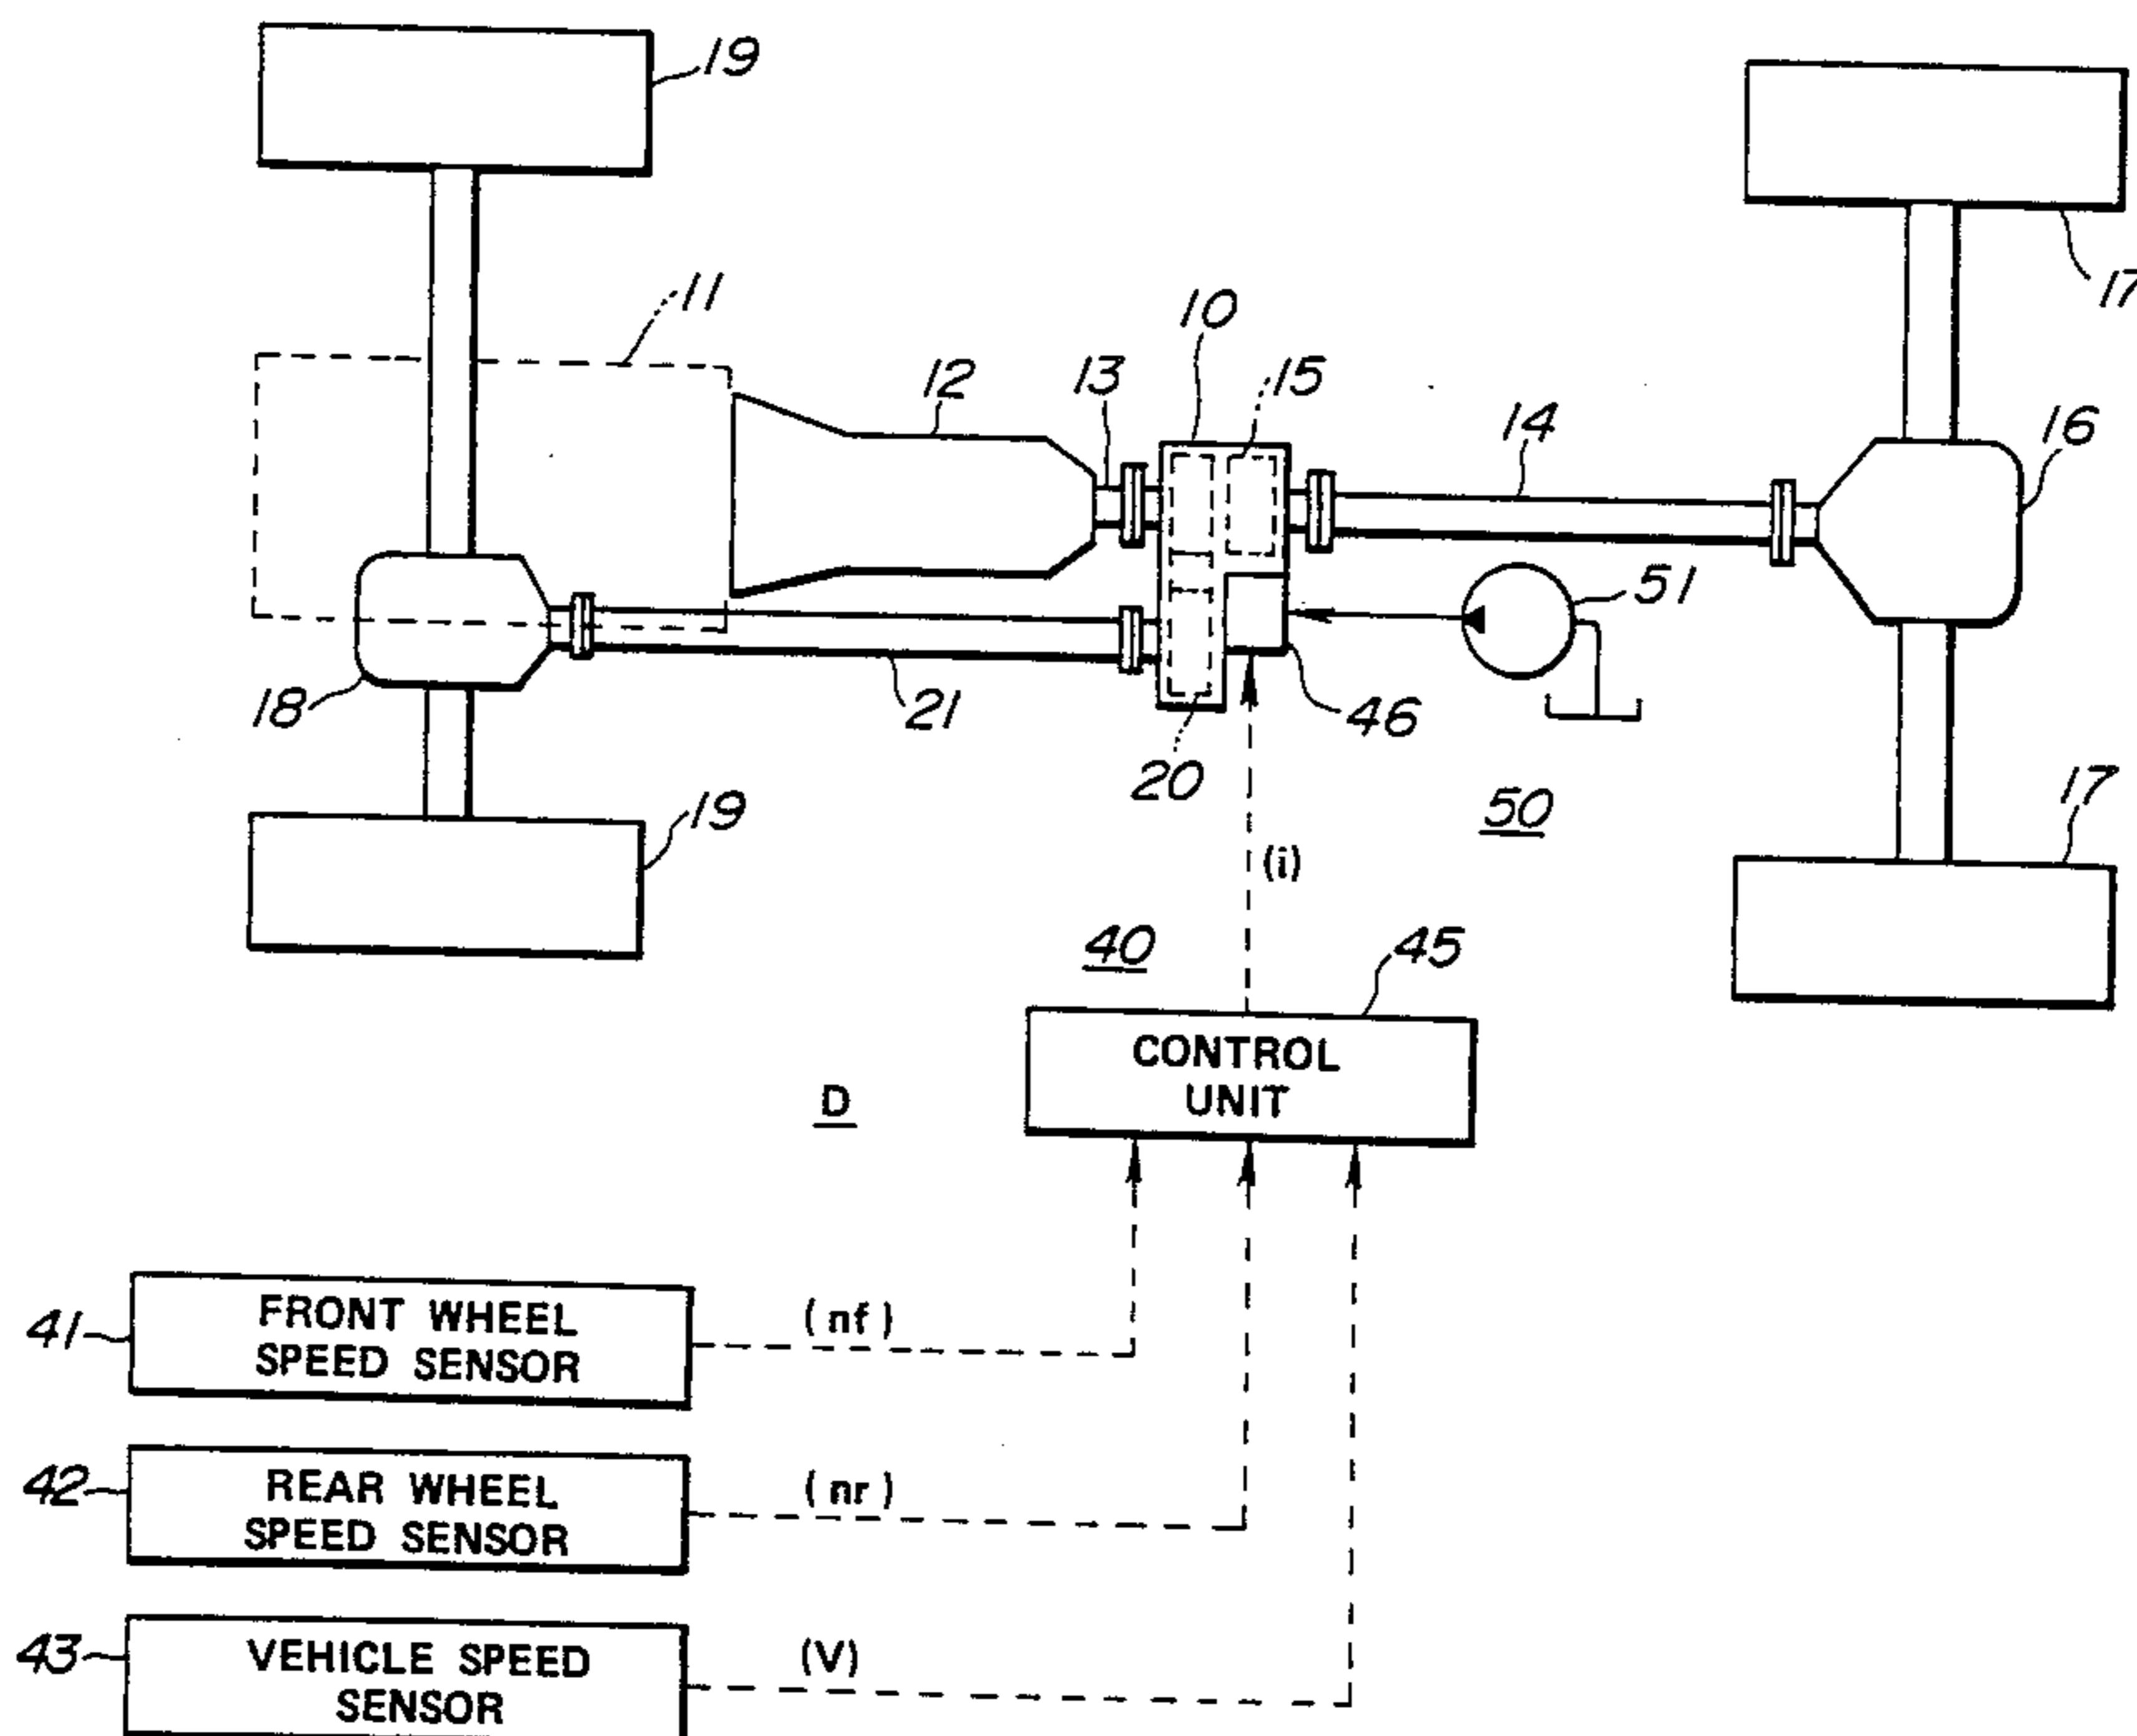 19
17
11
10
12
13
15
14
16
51
18
21
46
20
50
17
19
(i)
40
45
CONTROL
UNIT
D
41
FRONT WHEEL
SPEED SENSOR
(nf)
42
REAR WHEEL
SPEED SENSOR
(nr)
43
VEHICLE SPEED
SENSOR
(V)